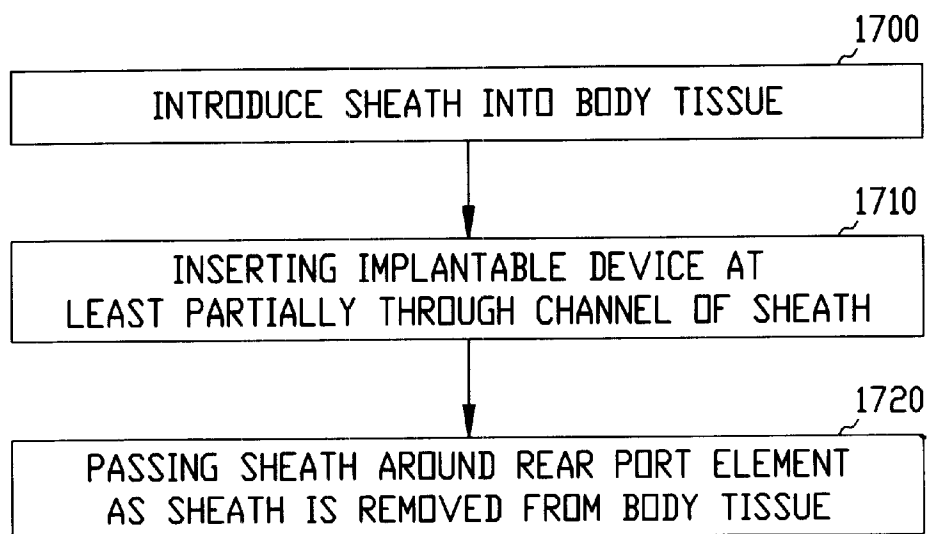 1700
INTRODUCE SHEATH INTO BODY TISSUE
1710
INSERTING IMPLANTABLE DEVICE AT
LEAST PARTIALLY THROUGH CHANNEL OF SHEATH
1720
PASSING SHEATH AROUND REAR PORT ELEMENT
AS SHEATH IS REMOVED FROM BODY TISSUE